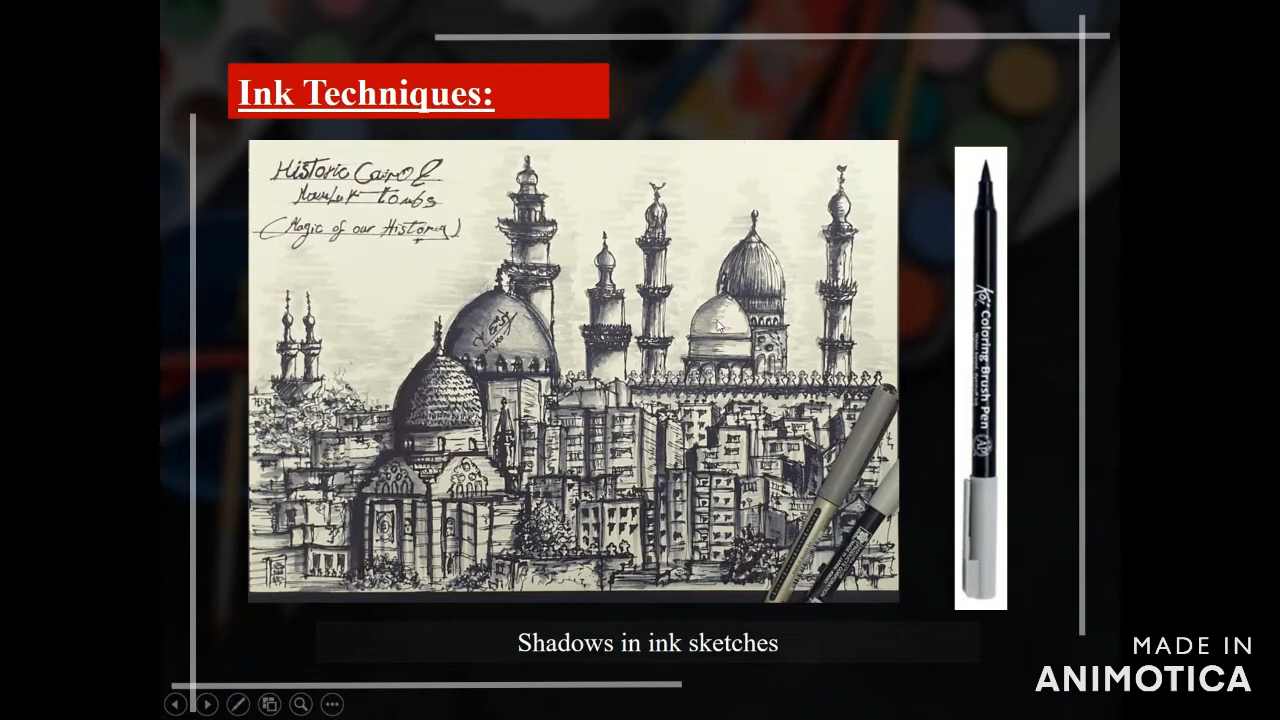 Ink Techniques:
Historic Cairo
Mamluk Tombs
(Magic of our History)
Koi Coloring Brush Pen
Shadows in ink sketches
MADE IN
ANIMOTICA